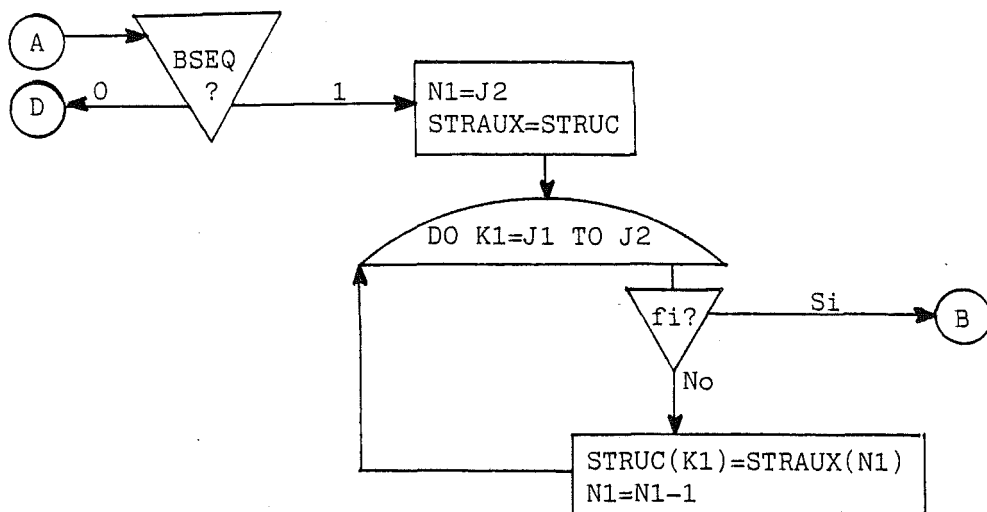 A
BSEQ
?
D
0
1
N1=J2
STRAUX=STRUC
DO K1=J1 TO J2
fi?
Si
B
No
STRUC(K1)=STRAUX(N1)
N1=N1-1